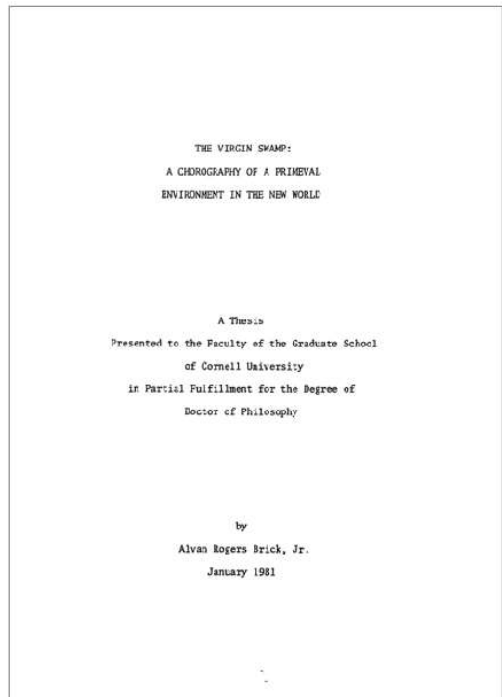 THE VIRGIN SWAMP:
A CHOROGRAPHY OF A PRIMEVAL
ENVIRONMENT IN THE NEW WORLD
A Thesis
Presented to the Faculty of the Graduate School
of Cornell University
in Partial Fulfillment for the Degree of
Doctor of Philosophy
by
Alvan Rogers Brick, Jr.
January 1981